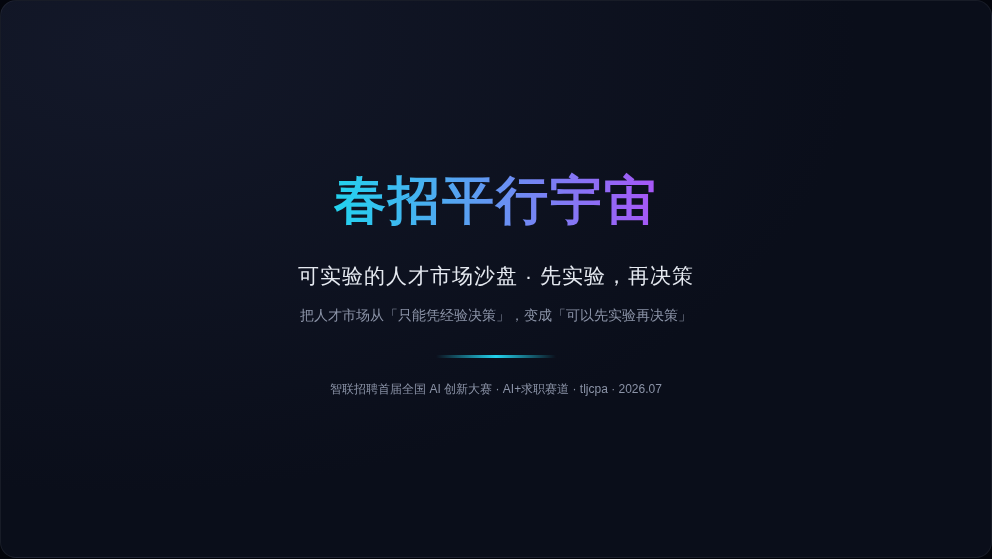 春招平行宇宙
可实验的人才市场沙盘 · 先实验，再决策
把人才市场从「只能凭经验决策」，变成「可以先实验再决策」
智联招聘首届全国 AI 创新大赛 · AI+求职赛道 · tljcpa · 2026.07